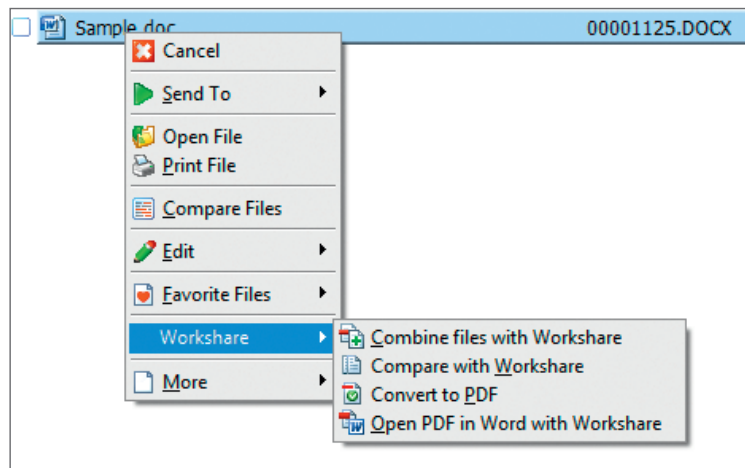 Sample doc 00001125.DOCX
Cancel
Send To
Open File
Print File
Compare Files
Edit
Favorite Files
Workshare
Combine files with Workshare
Compare with Workshare
Convert to PDF
Open PDF in Word with Workshare
More